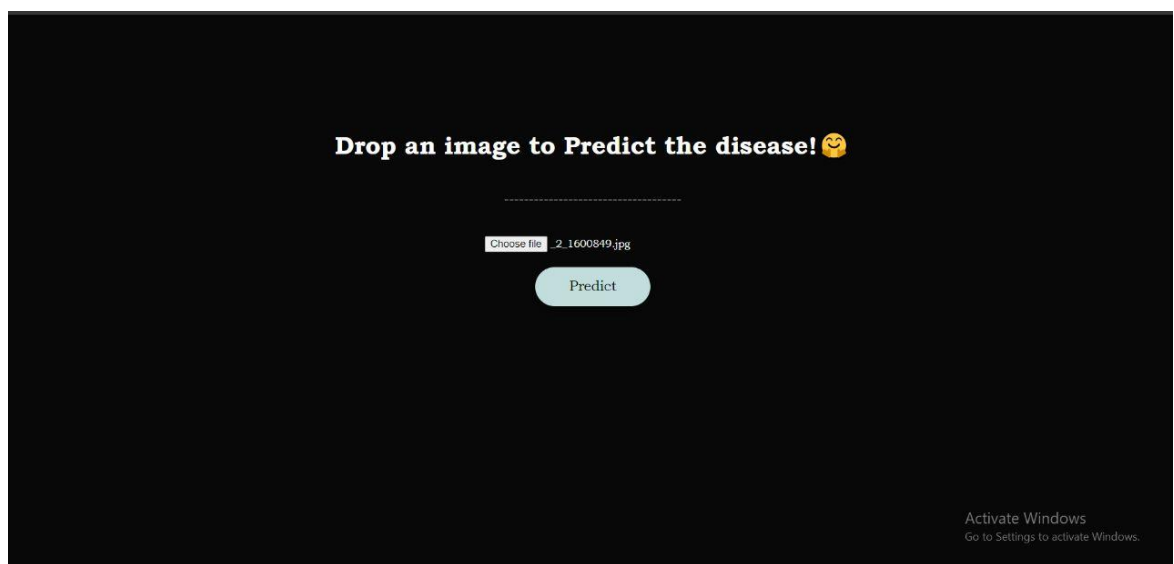 Drop an image to Predict the disease!🤗
------------------------------------
Choose file _2_1600849.jpg
Predict
Activate Windows
Go to Settings to activate Windows.